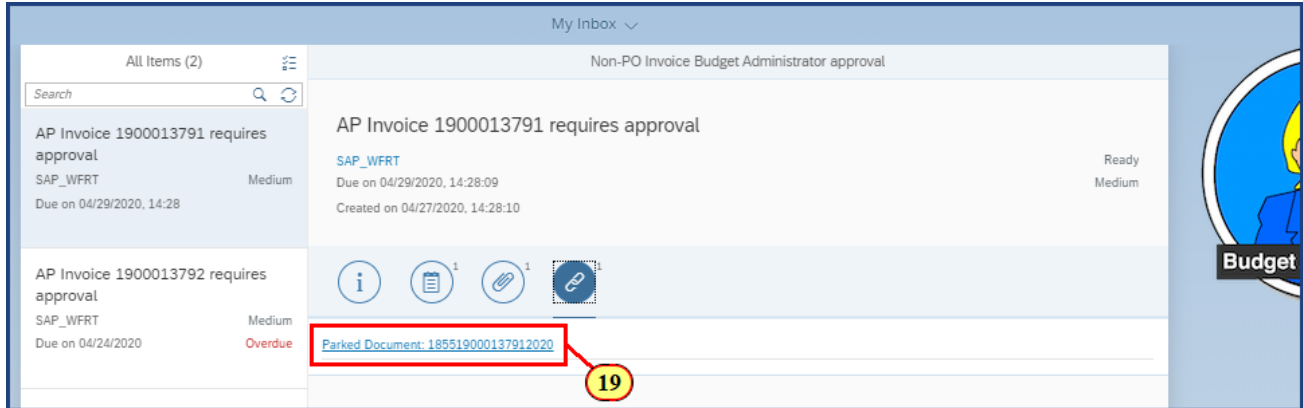 My Inbox
All Items (2)
Search
AP Invoice 1900013791 requires
approval
SAP_WFRT Medium
Due on 04/29/2020, 14:28
AP Invoice 1900013792 requires
approval
SAP_WFRT Medium
Due on 04/24/2020 Overdue
Non-PO Invoice Budget Administrator approval
AP Invoice 1900013791 requires approval
SAP_WFRT Ready
Due on 04/29/2020, 14:28:09 Medium
Created on 04/27/2020, 14:28:10
i 1 1 1
Parked Document: 185519000137912020
19
Budget